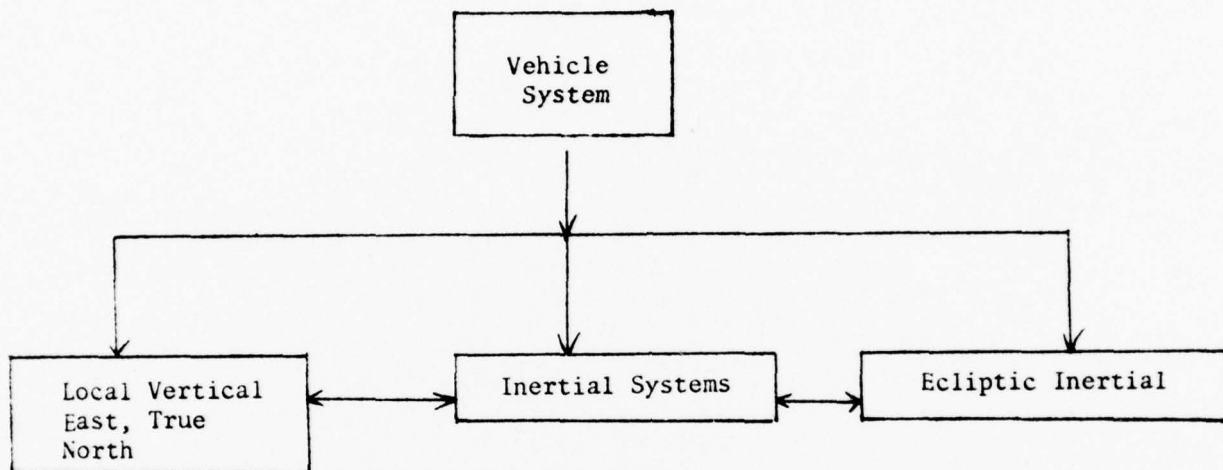 Vehicle
System
Local Vertical
East, True
North
Inertial Systems
Ecliptic Inertial